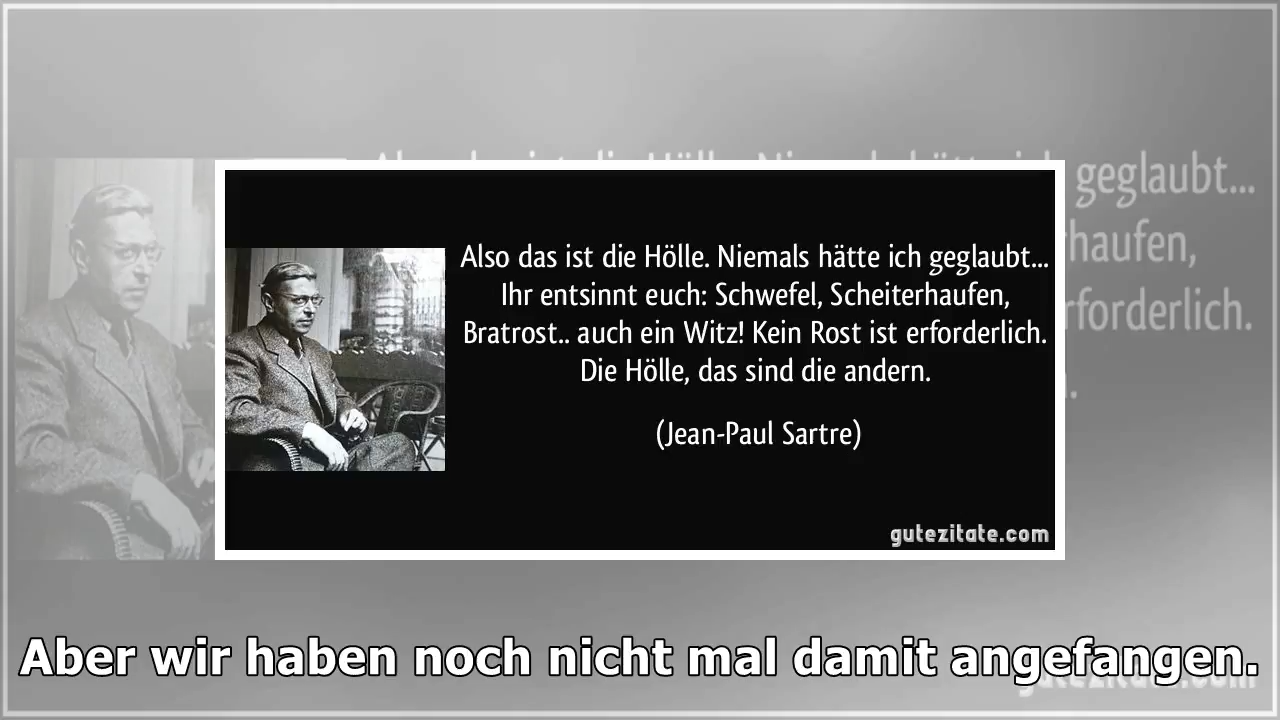 Also das ist die Hölle. Niemals hätte ich geglaubt...
Ihr entsinnt euch: Schwefel, Scheiterhaufen,
Bratrost.. auch ein Witz! Kein Rost ist erforderlich.
Die Hölle, das sind die andern.
(Jean-Paul Sartre)
gutezitate.com
Aber wir haben noch nicht mal damit angefangen.